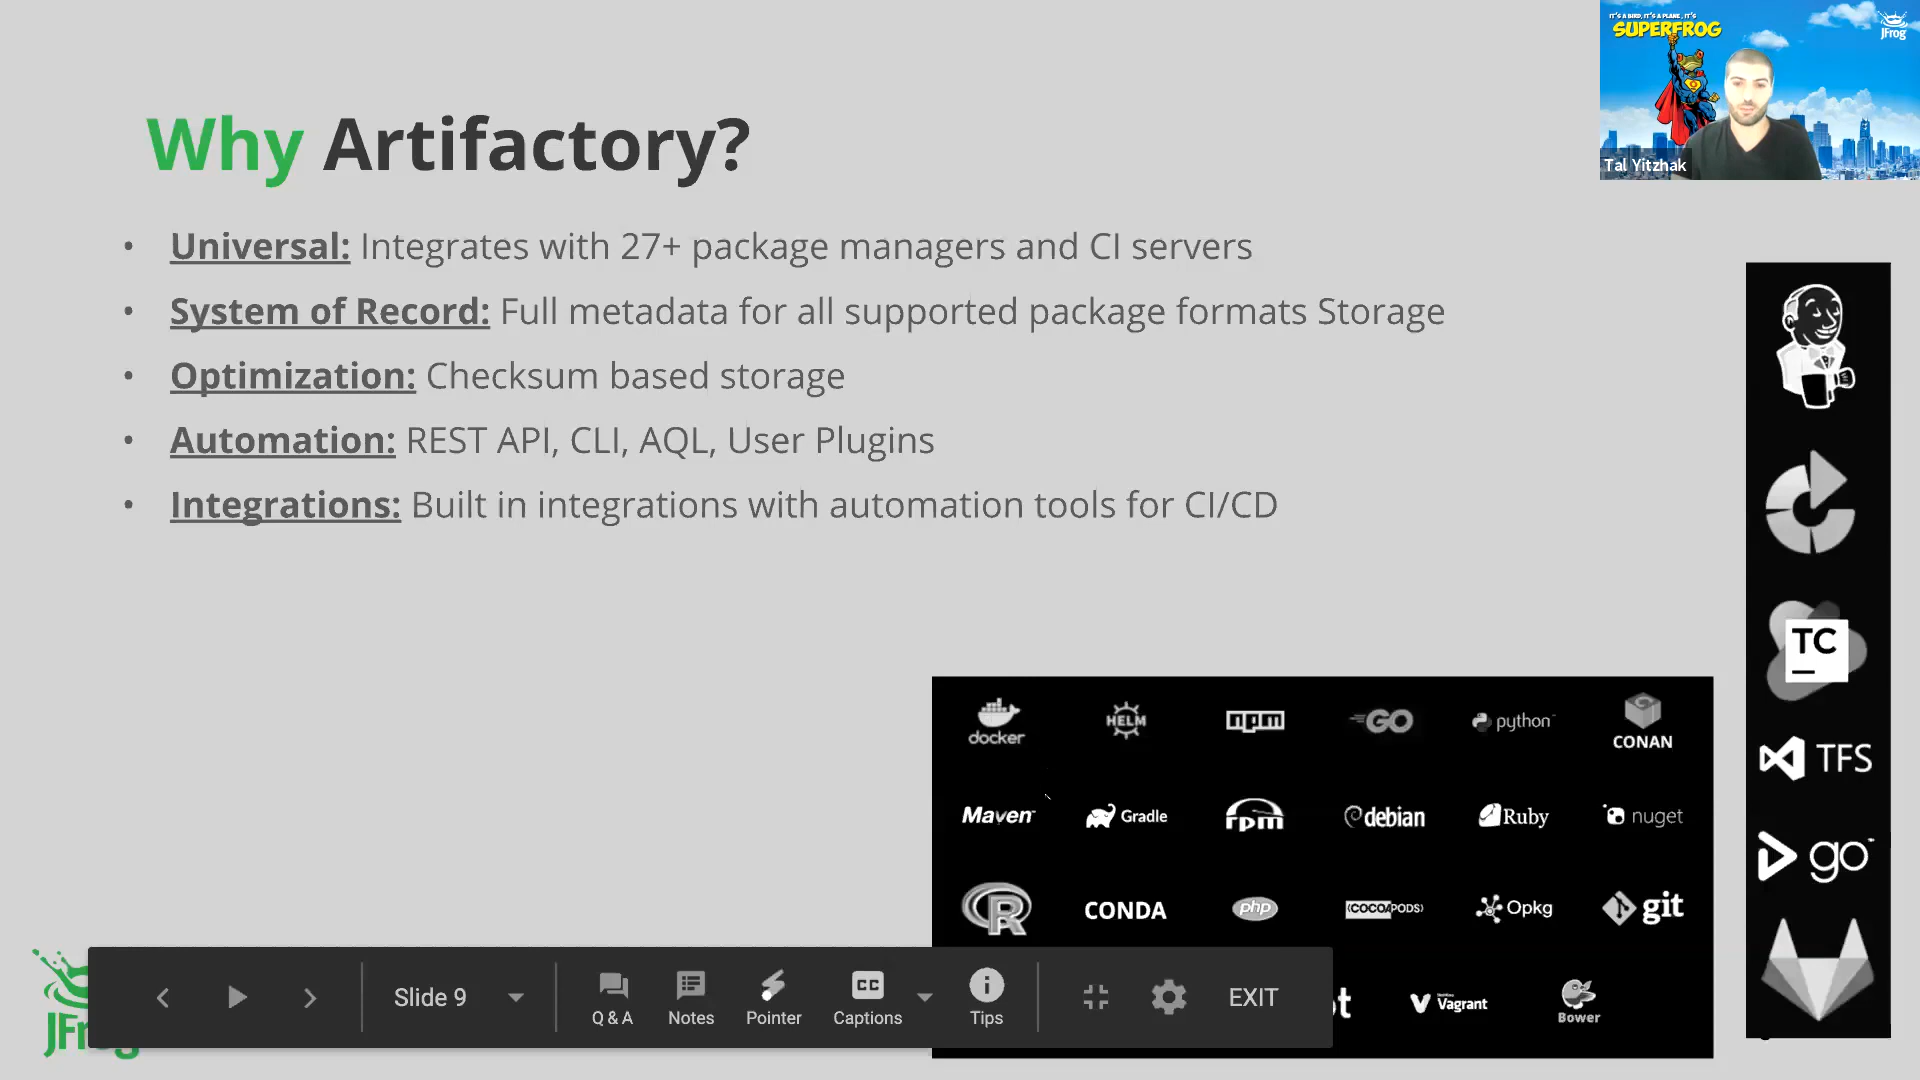 IT'S A BIRD, IT'S A PLANE, IT'S
SUPERFROG
JFrog
Tal Yitzhak
Why Artifactory?
• Universal: Integrates with 27+ package managers and CI servers
• System of Record: Full metadata for all supported package formats Storage
• Optimization: Checksum based storage
• Automation: REST API, CLI, AQL, User Plugins
• Integrations: Built in integrations with automation tools for CI/CD
TC
TFS
go
docker HELM npm GO python CONAN
Maven Gradle rpm debian Ruby nuget
R CONDA php COCOAPODS Opkg git
Vagrant Bower
Slide 9
Q & A
Notes
Pointer
CC
Captions
Tips
EXIT